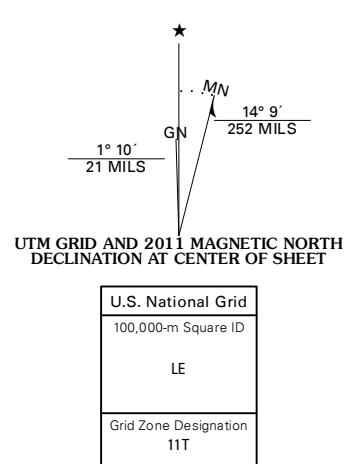 ★
MN
GN
14° 9´
252 MILS
1° 10´
21 MILS
UTM GRID AND 2011 MAGNETIC NORTH
DECLINATION AT CENTER OF SHEET
U.S. National Grid
100,000-m Square ID
LE
Grid Zone Designation
11T